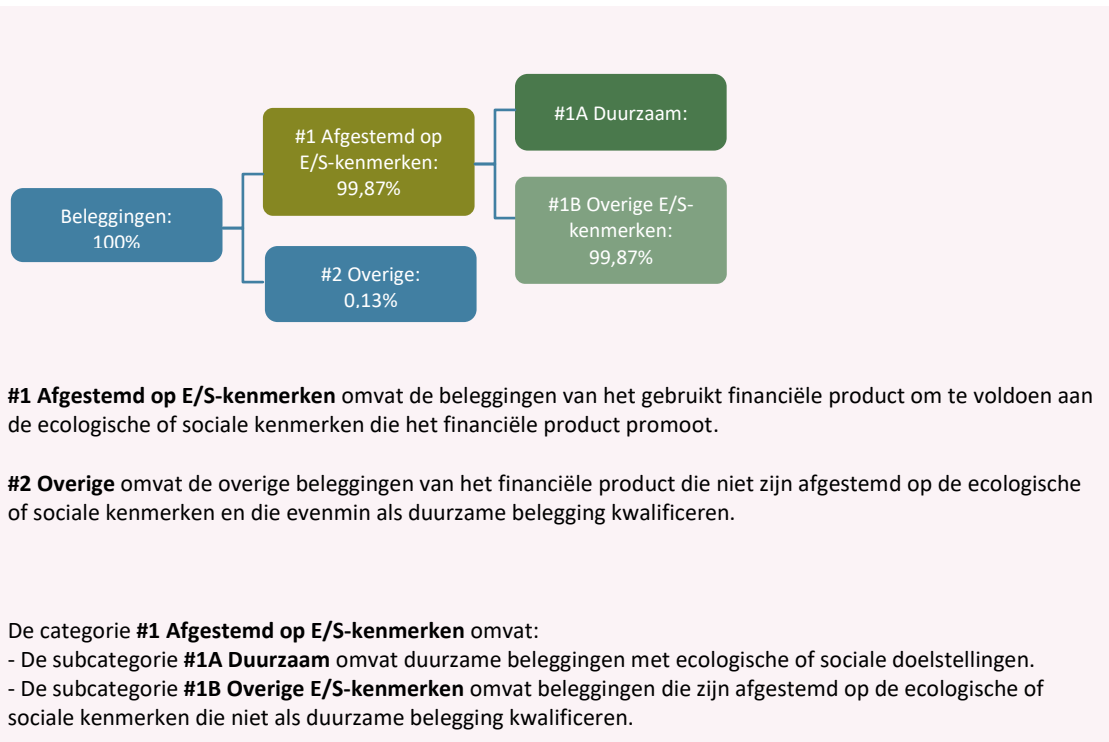 #1A Duurzaam:
#1 Afgestemd op
E/S-kenmerken:
99,87%
#1B Overige E/S-
kenmerken:
99,87%
Beleggingen:
100%
#2 Overige:
0,13%
#1 Afgestemd op E/S-kenmerken omvat de beleggingen van het gebruikt financiële product om te voldoen aan
de ecologische of sociale kenmerken die het financiële product promoot.
#2 Overige omvat de overige beleggingen van het financiële product die niet zijn afgestemd op de ecologische
of sociale kenmerken en die evenmin als duurzame belegging kwalificeren.
De categorie #1 Afgestemd op E/S-kenmerken omvat:
- De subcategorie #1A Duurzaam omvat duurzame beleggingen met ecologische of sociale doelstellingen.
- De subcategorie #1B Overige E/S-kenmerken omvat beleggingen die zijn afgestemd op de ecologische of
sociale kenmerken die niet als duurzame belegging kwalificeren.